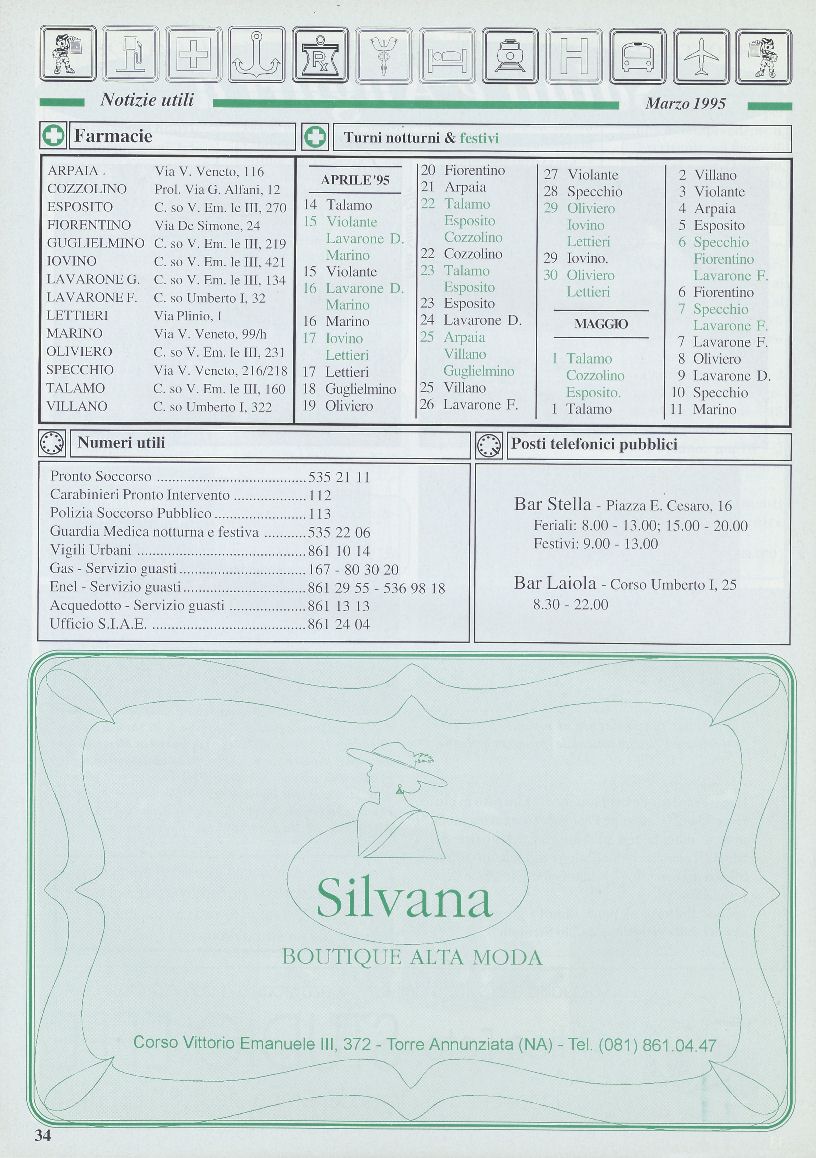 Rx
H
Notizie utili
Marzo 1995
Farmacie
ARPAIA . Via V. Veneto, 116
COZZOLINO Prol. Via G. Alfani, 12
ESPOSITO C. so V. Em. le III, 270
FIORENTINO Via De Simone, 24
GUGLIELMINO C. so V. Em. le III, 219
IOVINO C. so V. Em. le III, 421
LAVARONE G. C. so V. Em. le III, 134
LAVARONE F. C. so Umberto I, 32
LETTIERI Via Plinio, 1
MARINO Via V. Veneto, 99/h
OLIVIERO C. so V. Em. le III, 231
SPECCHIO Via V. Veneto, 216/218
TALAMO C. so V. Em. le III, 160
VILLANO C. so Umberto I, 322
Turni notturni & festivi
APRILE '95
14 Talamo
15 Violante
Lavarone D.
Marino
15 Violante
16 Lavarone D.
Marino
16 Marino
17 Iovino
Lettieri
17 Lettieri
18 Guglielmino
19 Oliviero
20 Fiorentino
21 Arpaia
22 Talamo
Esposito
Cozzolino
22 Cozzolino
23 Talamo
Esposito
23 Esposito
24 Lavarone D.
25 Arpaia
Villano
Guglielmino
25 Villano
26 Lavarone F.
27 Violante
28 Specchio
29 Oliviero
Iovino
Lettieri
29 Iovino.
30 Oliviero
Lettieri
MAGGIO
1 Talamo
Cozzolino
Esposito.
1 Talamo
2 Villano
3 Violante
4 Arpaia
5 Esposito
6 Specchio
Fiorentino
Lavarone F.
6 Fiorentino
7 Specchio
Lavarone F.
7 Lavarone F.
8 Oliviero
9 Lavarone D.
10 Specchio
11 Marino
Numeri utili
Pronto Soccorso ......................................535 21 11
Carabinieri Pronto Intervento ...................112
Polizia Soccorso Pubblico........................113
Guardia Medica notturna e festiva ...........535 22 06
Vigili Urbani ...........................................861 10 14
Gas - Servizio guasti................................167 - 80 30 20
Enel - Servizio guasti...............................861 29 55 - 536 98 18
Acquedotto - Servizio guasti ....................861 13 13
Ufficio S.I.A.E. .......................................861 24 04
Posti telefonici pubblici
Bar Stella - Piazza E. Cesaro, 16
Feriali: 8.00 - 13.00; 15.00 - 20.00
Festivi: 9.00 - 13.00
Bar Laiola - Corso Umberto I, 25
8.30 - 22.00
Silvana
BOUTIQUE ALTA MODA
Corso Vittorio Emanuele III, 372 - Torre Annunziata (NA) - Tel. (081) 861.04.47
34